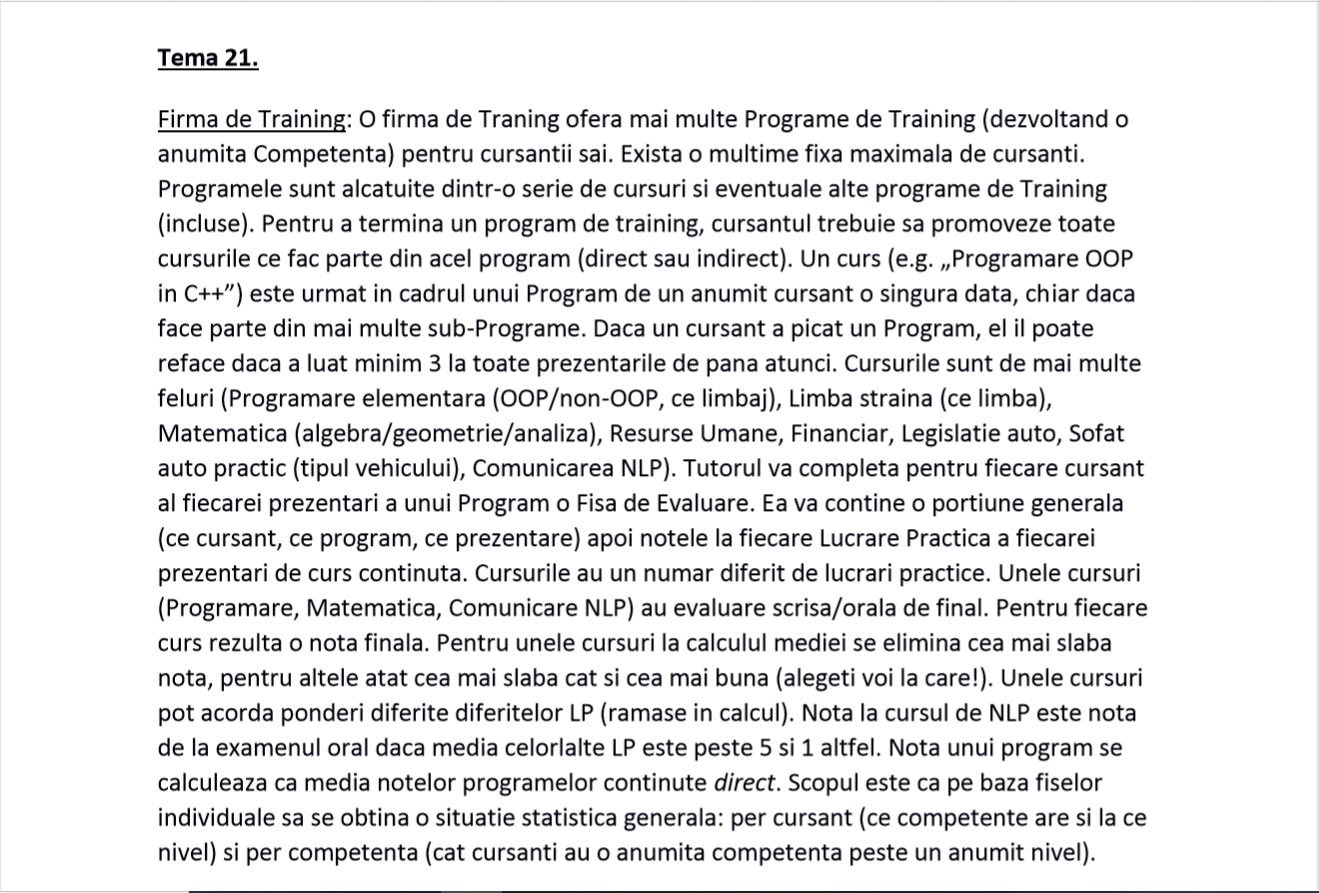 Tema 21.
Firma de Training: O firma de Traning ofera mai multe Programe de Training (dezvoltand o
anumita Competenta) pentru cursantii sai. Exista o multime fixa maximala de cursanti.
Programele sunt alcatuite dintr-o serie de cursuri si eventuale alte programe de Training
(incluse). Pentru a termina un program de training, cursantul trebuie sa promoveze toate
cursurile ce fac parte din acel program (direct sau indirect). Un curs (e.g. „Programare OOP
in C++”) este urmat in cadrul unui Program de un anumit cursant o singura data, chiar daca
face parte din mai multe sub-Programe. Daca un cursant a picat un Program, el il poate
reface daca a luat minim 3 la toate prezentarile de pana atunci. Cursurile sunt de mai multe
feluri (Programare elementara (OOP/non-OOP, ce limbaj), Limba straina (ce limba),
Matematica (algebra/geometrie/analiza), Resurse Umane, Financiar, Legislatie auto, Sofat
auto practic (tipul vehicului), Comunicarea NLP). Tutorul va completa pentru fiecare cursant
al fiecarei prezentari a unui Program o Fisa de Evaluare. Ea va contine o portiune generala
(ce cursant, ce program, ce prezentare) apoi notele la fiecare Lucrare Practica a fiecarei
prezentari de curs continuta. Cursurile au un numar diferit de lucrari practice. Unele cursuri
(Programare, Matematica, Comunicare NLP) au evaluare scrisa/orala de final. Pentru fiecare
curs rezulta o nota finala. Pentru unele cursuri la calculul mediei se elimina cea mai slaba
nota, pentru altele atat cea mai slaba cat si cea mai buna (alegeti voi la care!). Unele cursuri
pot acorda ponderi diferite diferitelor LP (ramase in calcul). Nota la cursul de NLP este nota
de la examenul oral daca media celorlalte LP este peste 5 si 1 altfel. Nota unui program se
calculeaza ca media notelor programelor continute direct. Scopul este ca pe baza fiselor
individuale sa se obtina o situatie statistica generala: per cursant (ce competente are si la ce
nivel) si per competenta (cat cursanti au o anumita competenta peste un anumit nivel).